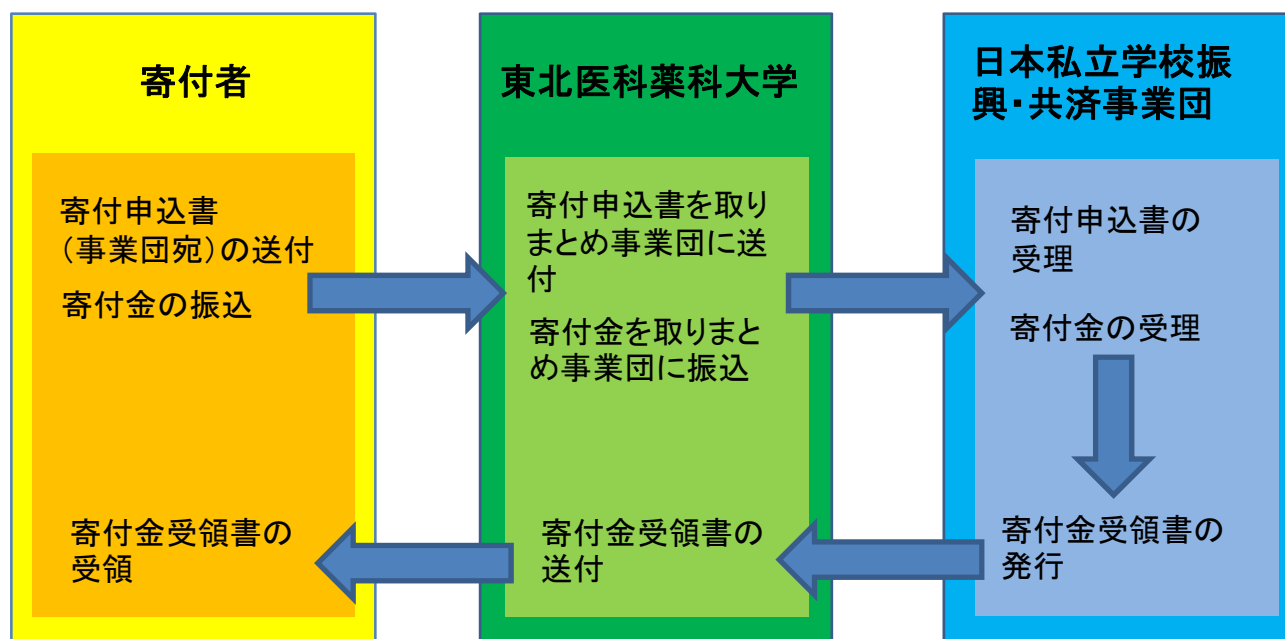 寄付者
寄付申込書
（事業団宛）の送付
寄付金の振込
寄付金受領書の
受領
東北医科薬科大学
寄付申込書を取り
まとめ事業団に送
付
寄付金を取りまと
め事業団に振込
寄付金受領書の
送付
日本私立学校振
興・共済事業団
寄付申込書の
受理
寄付金の受理
寄付金受領書の
発行